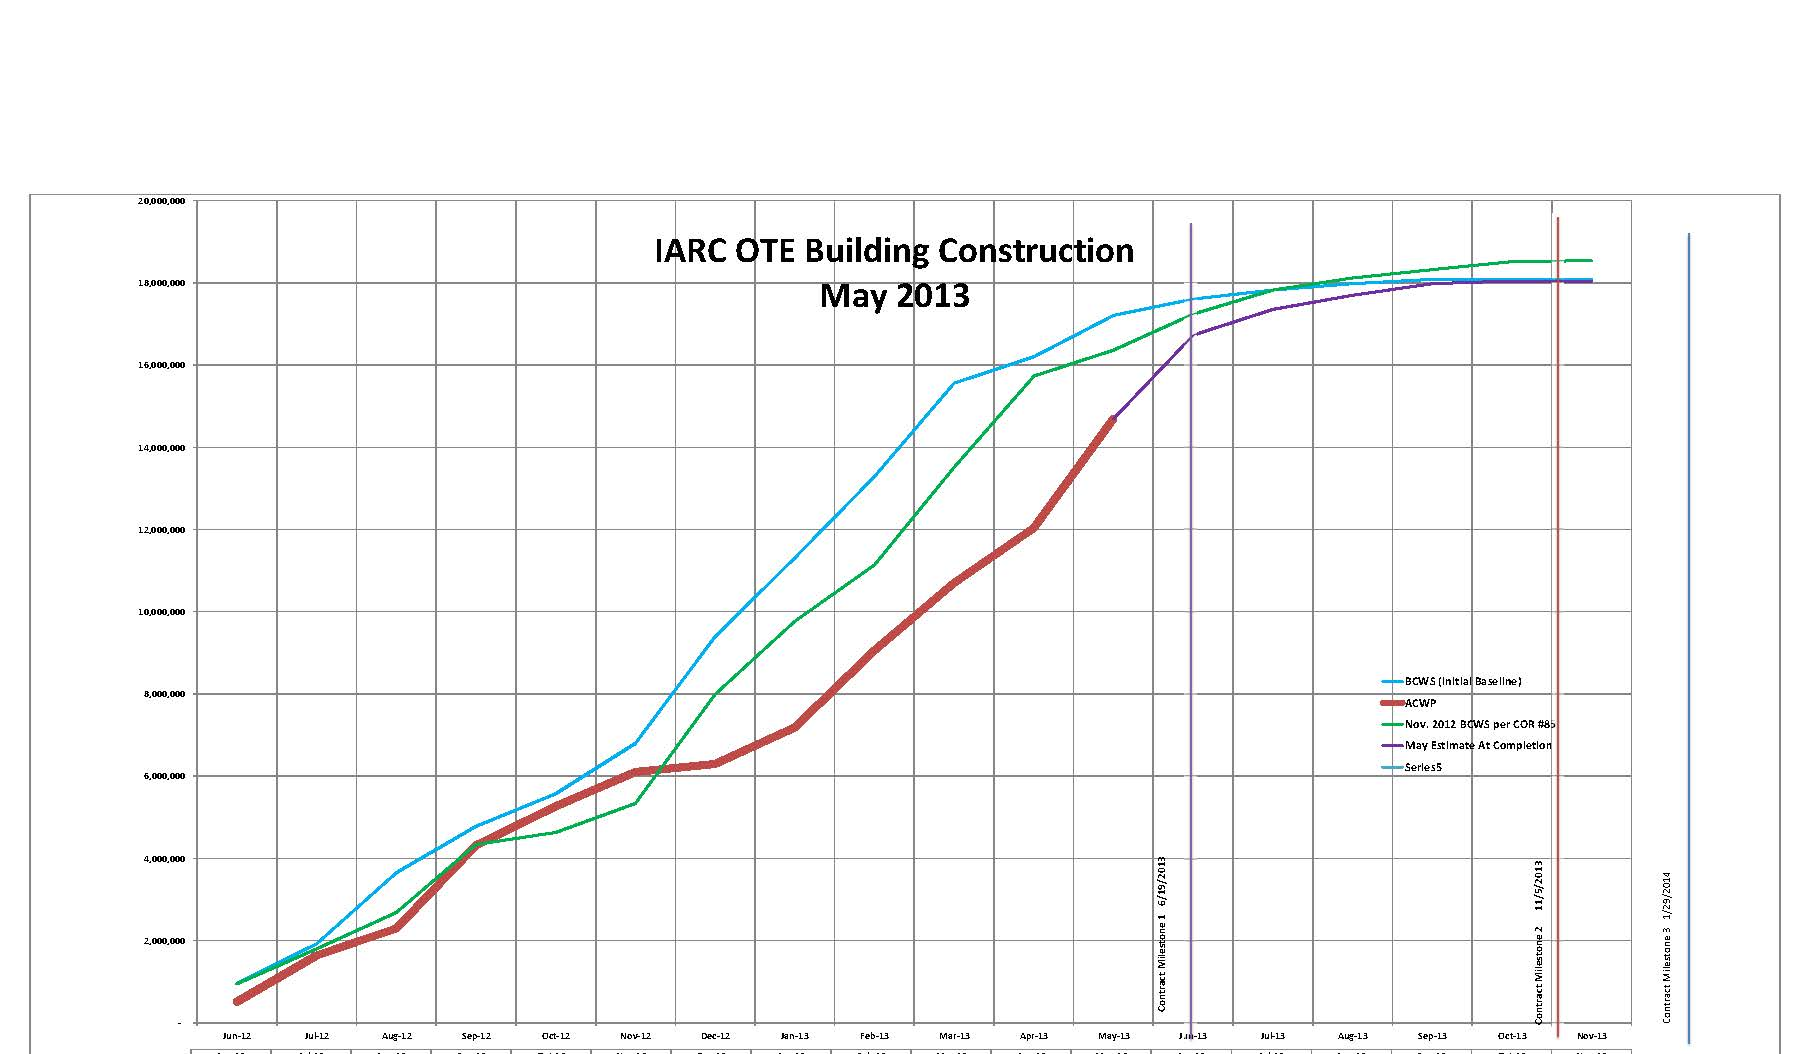 IARC OTE Building Construction
May 2013
20,000,000
18,000,000
16,000,000
14,000,000
12,000,000
10,000,000
8,000,000
6,000,000
4,000,000
2,000,000
-
BCWS (Initial Baseline)
ACWP
Nov. 2012 BCWS per COR #85
May Estimate At Completion
Series5
Contract Milestone 1 6/19/2013
Contract Milestone 2 11/5/2013
Contract Milestone 3 1/29/2014
Jun-12 Jul-12 Aug-12 Sep-12 Oct-12 Nov-12 Dec-12 Jan-13 Feb-13 Mar-13 Apr-13 May-13 Jun-13 Jul-13 Aug-13 Sep-13 Oct-13 Nov-13